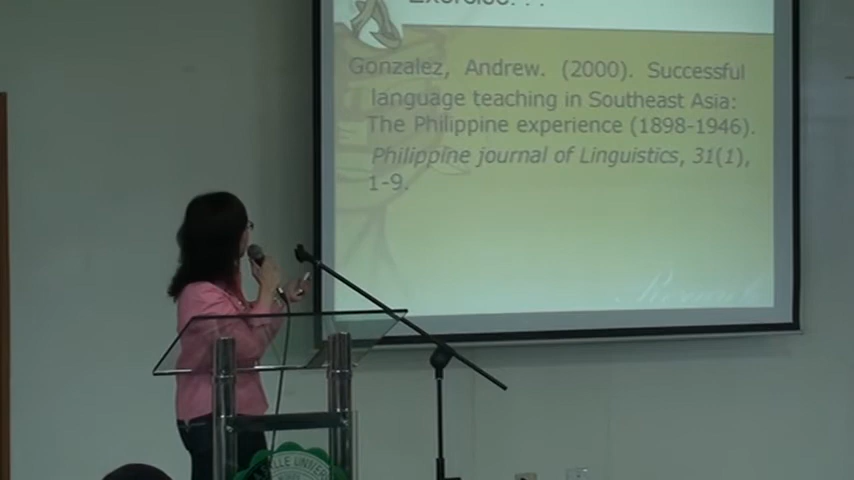 Exercise. . .
Gonzalez, Andrew. (2000). Successful
language teaching in Southeast Asia:
The Philippine experience (1898-1946).
Philippine journal of Linguistics, 31(1),
1-9.